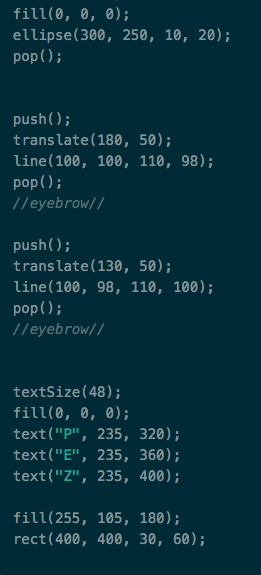 fill(0, 0, 0);
ellipse(300, 250, 10, 20);
pop();
push();
translate(180, 50);
line(100, 100, 110, 98);
pop();
//eyebrow//
push();
translate(130, 50);
line(100, 98, 110, 100);
pop();
//eyebrow//
textSize(48);
fill(0, 0, 0);
text("P", 235, 320);
text("E", 235, 360);
text("Z", 235, 400);
fill(255, 105, 180);
rect(400, 400, 30, 60);